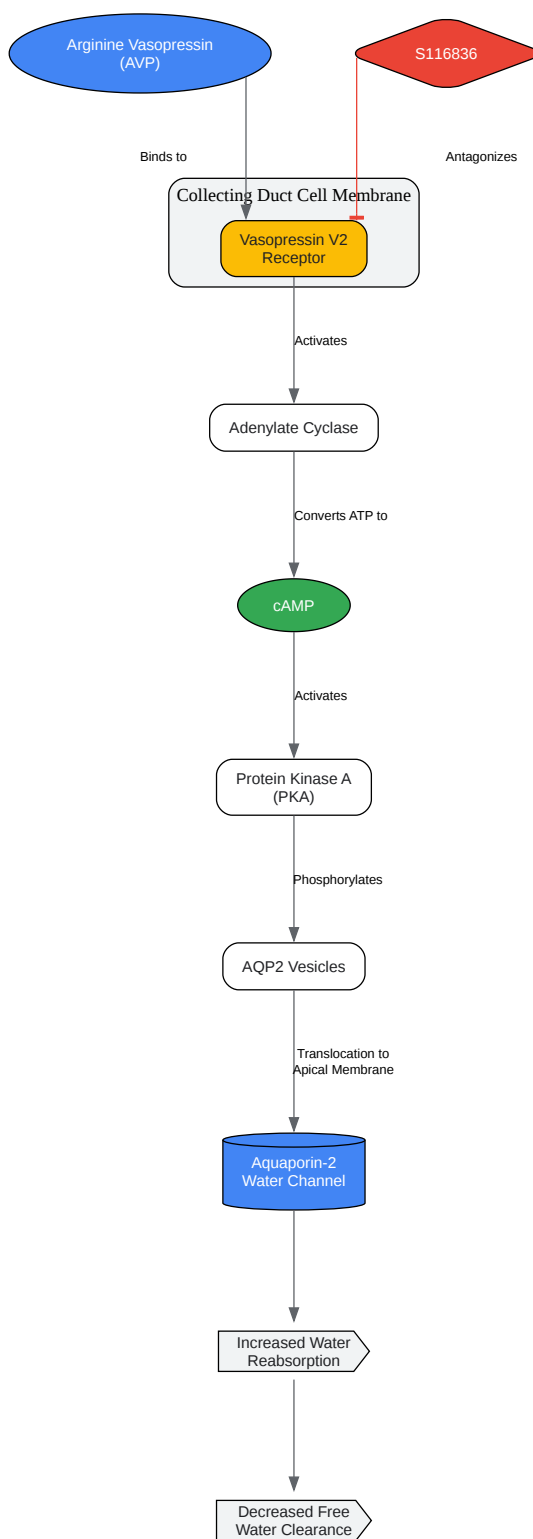 Arginine Vasopressin
(AVP)
S116836
Binds to
Antagonizes
Collecting Duct Cell Membrane
Vasopressin V2
Receptor
Activates
Adenylate Cyclase
Converts ATP to
cAMP
Activates
Protein Kinase A
(PKA)
Phosphorylates
AQP2 Vesicles
Translocation to
Apical Membrane
Aquaporin-2
Water Channel
Increased Water
Reabsorption
Decreased Free
Water Clearance